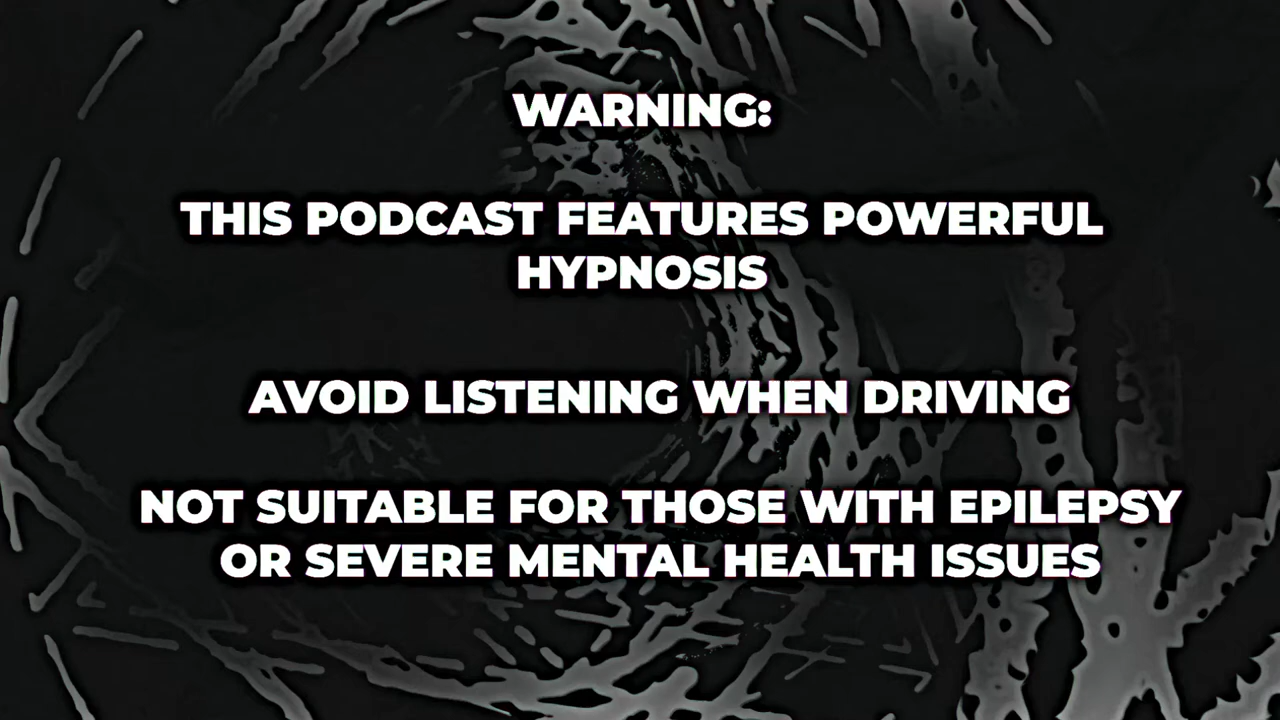 WARNING:
THIS PODCAST FEATURES POWERFUL
HYPNOSIS
AVOID LISTENING WHEN DRIVING
NOT SUITABLE FOR THOSE WITH EPILEPSY
OR SEVERE MENTAL HEALTH ISSUES